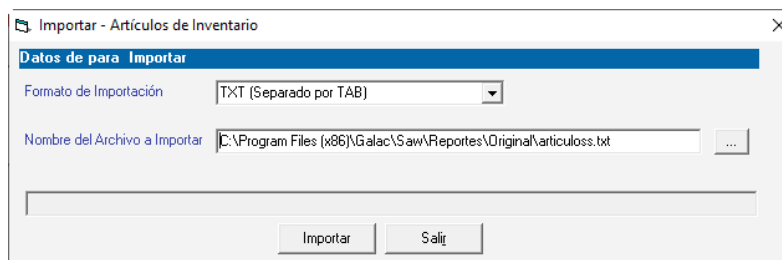 Importar - Artículos de Inventario
Datos de para Importar
Formato de Importación TXT (Separado por TAB)
Nombre del Archivo a Importar C:\Program Files (x86)\Galac\Saw\Reportes\Original\articuloss.txt ...
Importar Salir